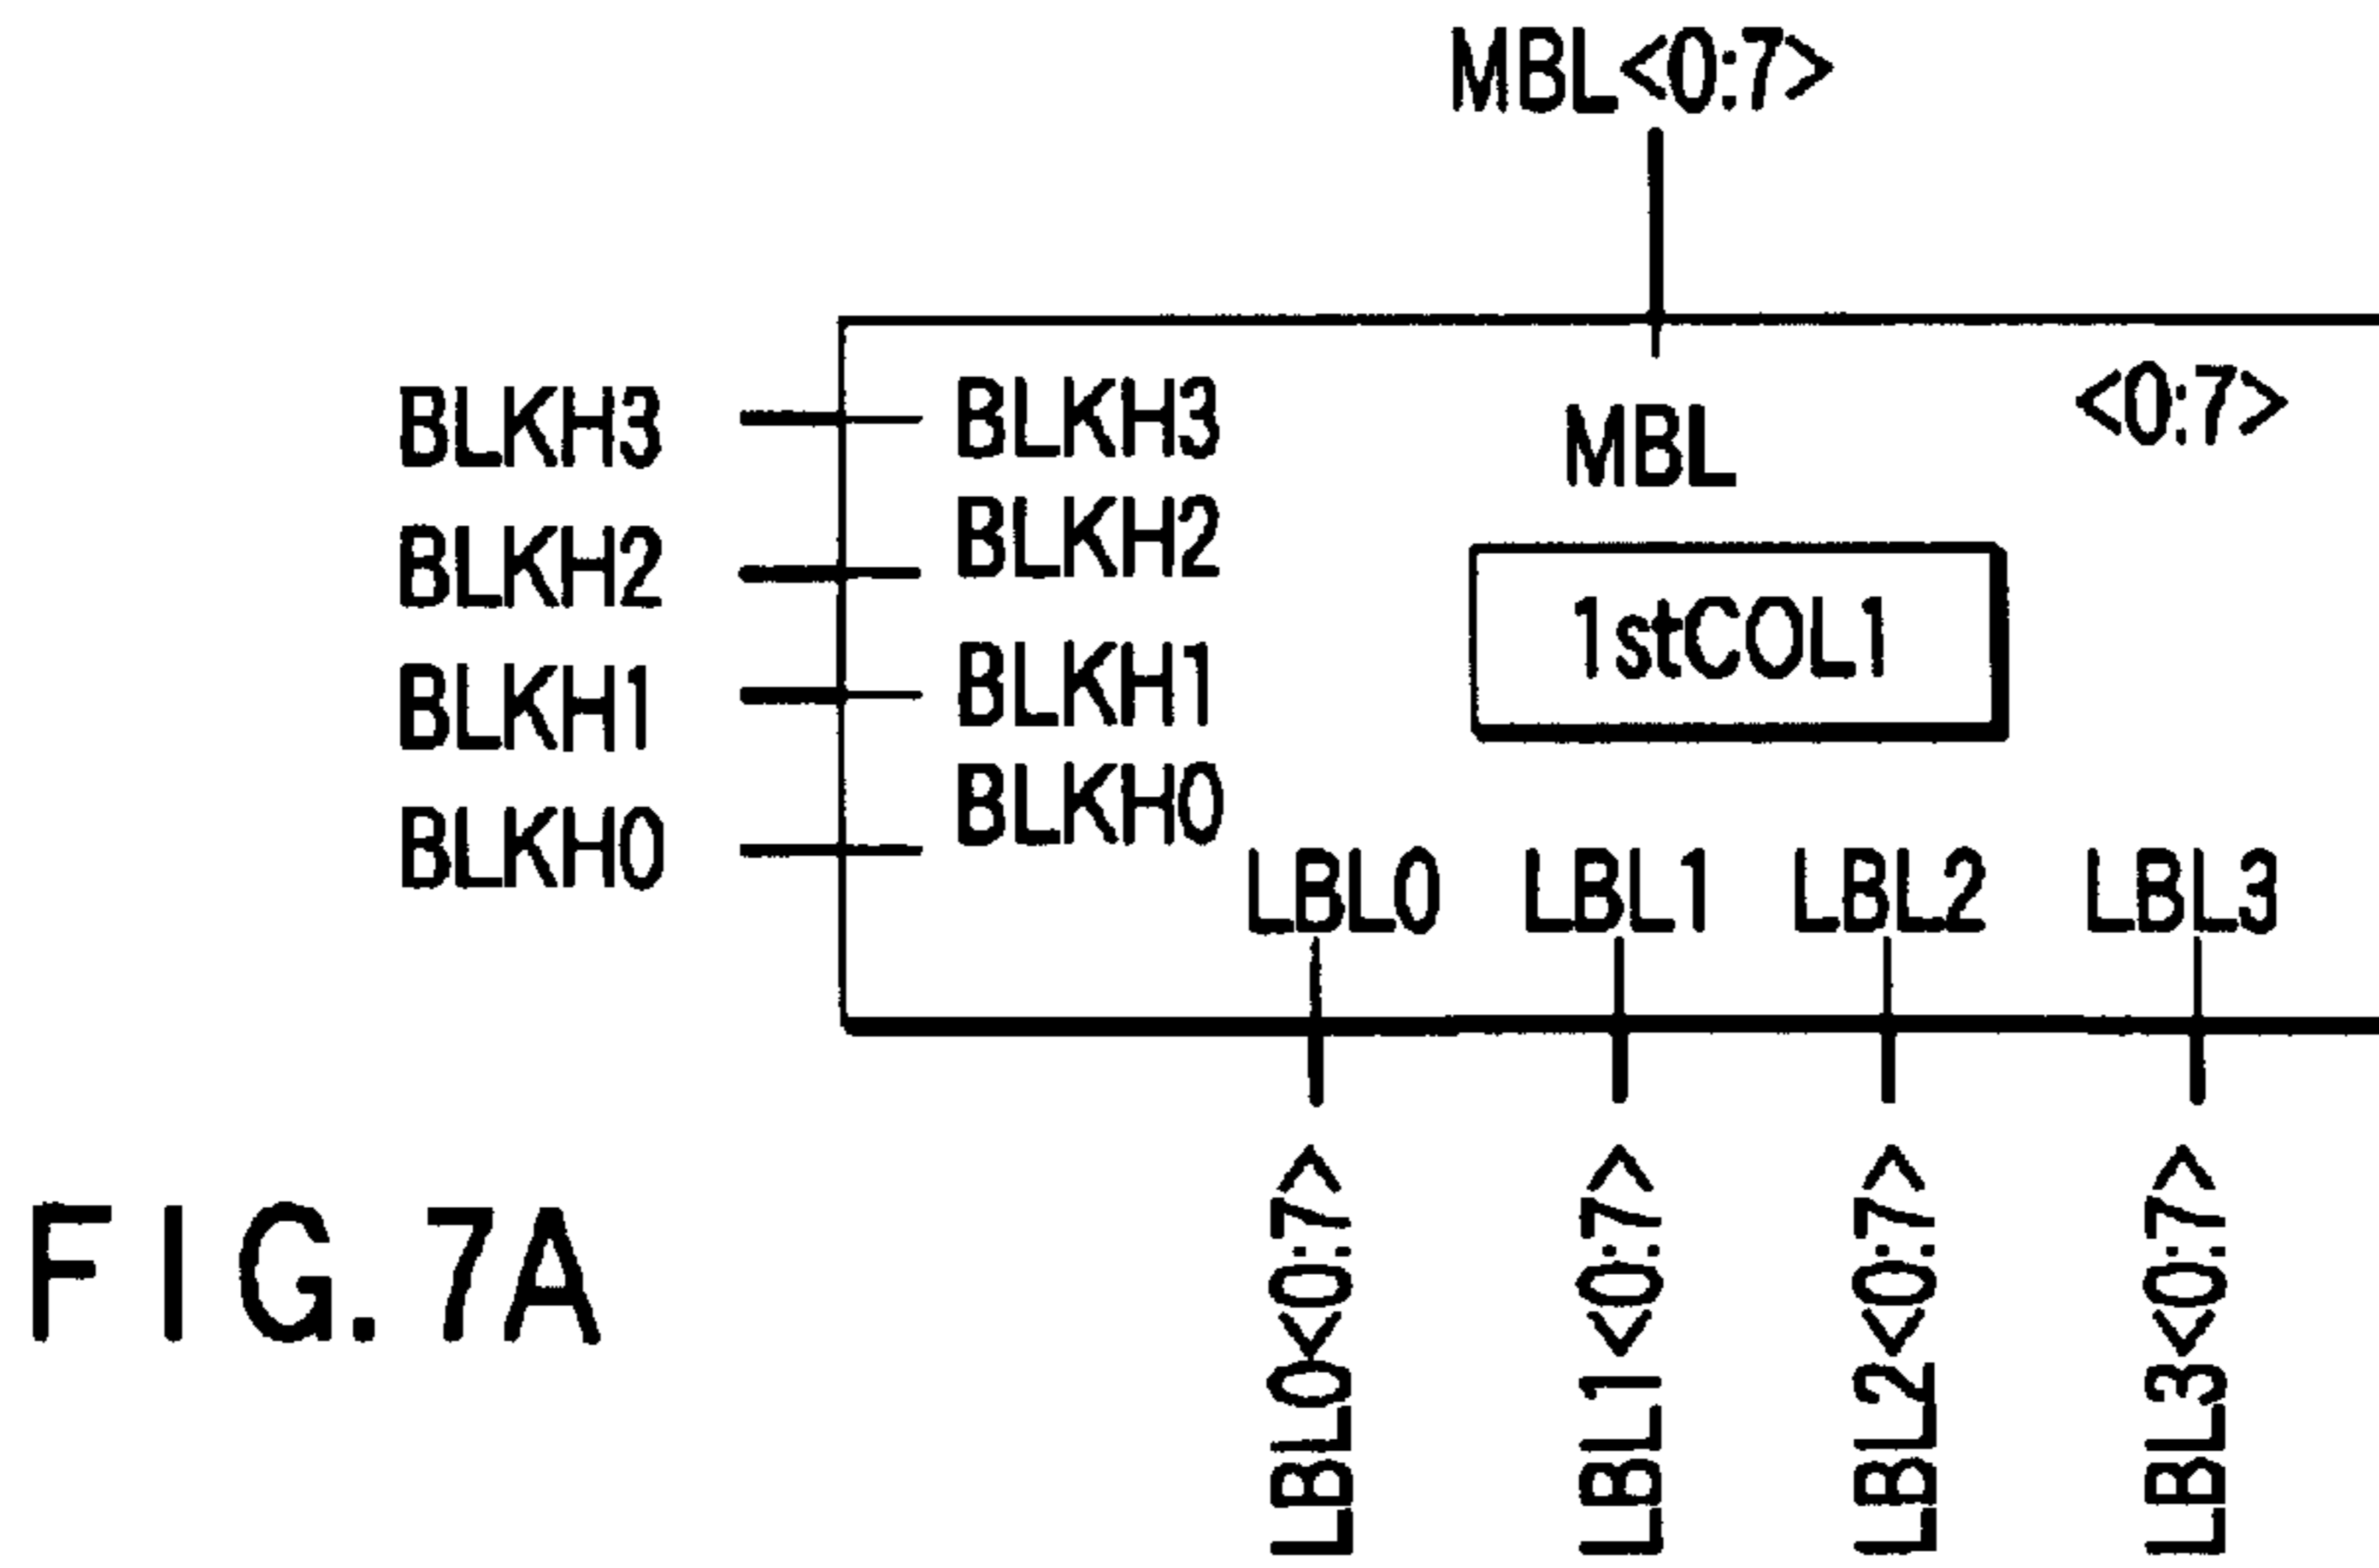 MBL<0:7>
BLKH3
BLKH2
BLKH1
BLKH0
BLKH3
BLKH2
BLKH1
BLKH0
MBL
<0:7>
1stCOL1
LBL0 LBL1 LBL2 LBL3
LBL0<0:7>
LBL1<0:7>
LBL2<0:7>
LBL3<0:7>
FIG. 7A